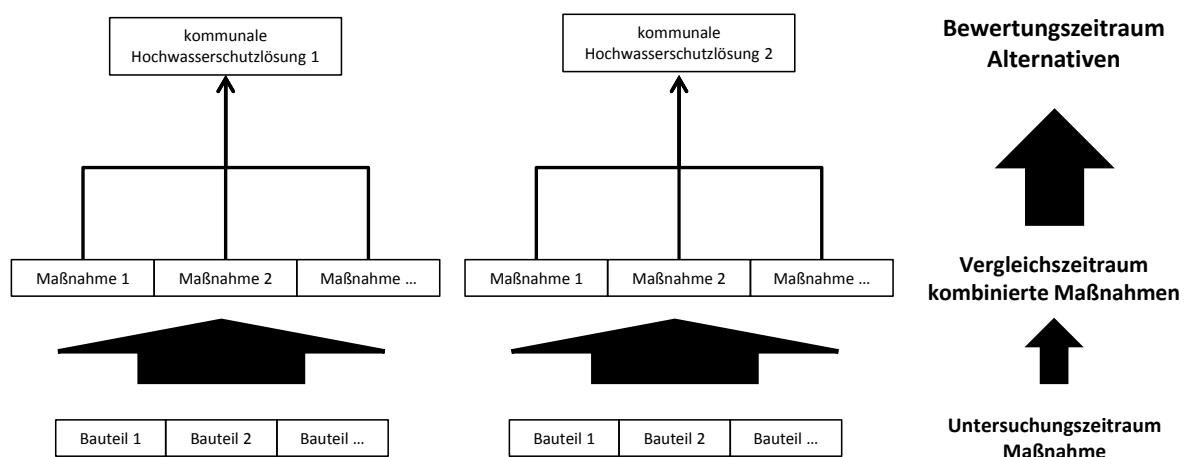 kommunale
Hochwasserschutzlösung 1
kommunale
Hochwasserschutzlösung 2
Bewertungszeitraum
Alternativen
Maßnahme 1
Maßnahme 2
Maßnahme ...
Maßnahme 1
Maßnahme 2
Maßnahme ...
Vergleichszeitraum
kombinierte Maßnahmen
Bauteil 1
Bauteil 2
Bauteil ...
Bauteil 1
Bauteil 2
Bauteil ...
Untersuchungszeitraum
Maßnahme